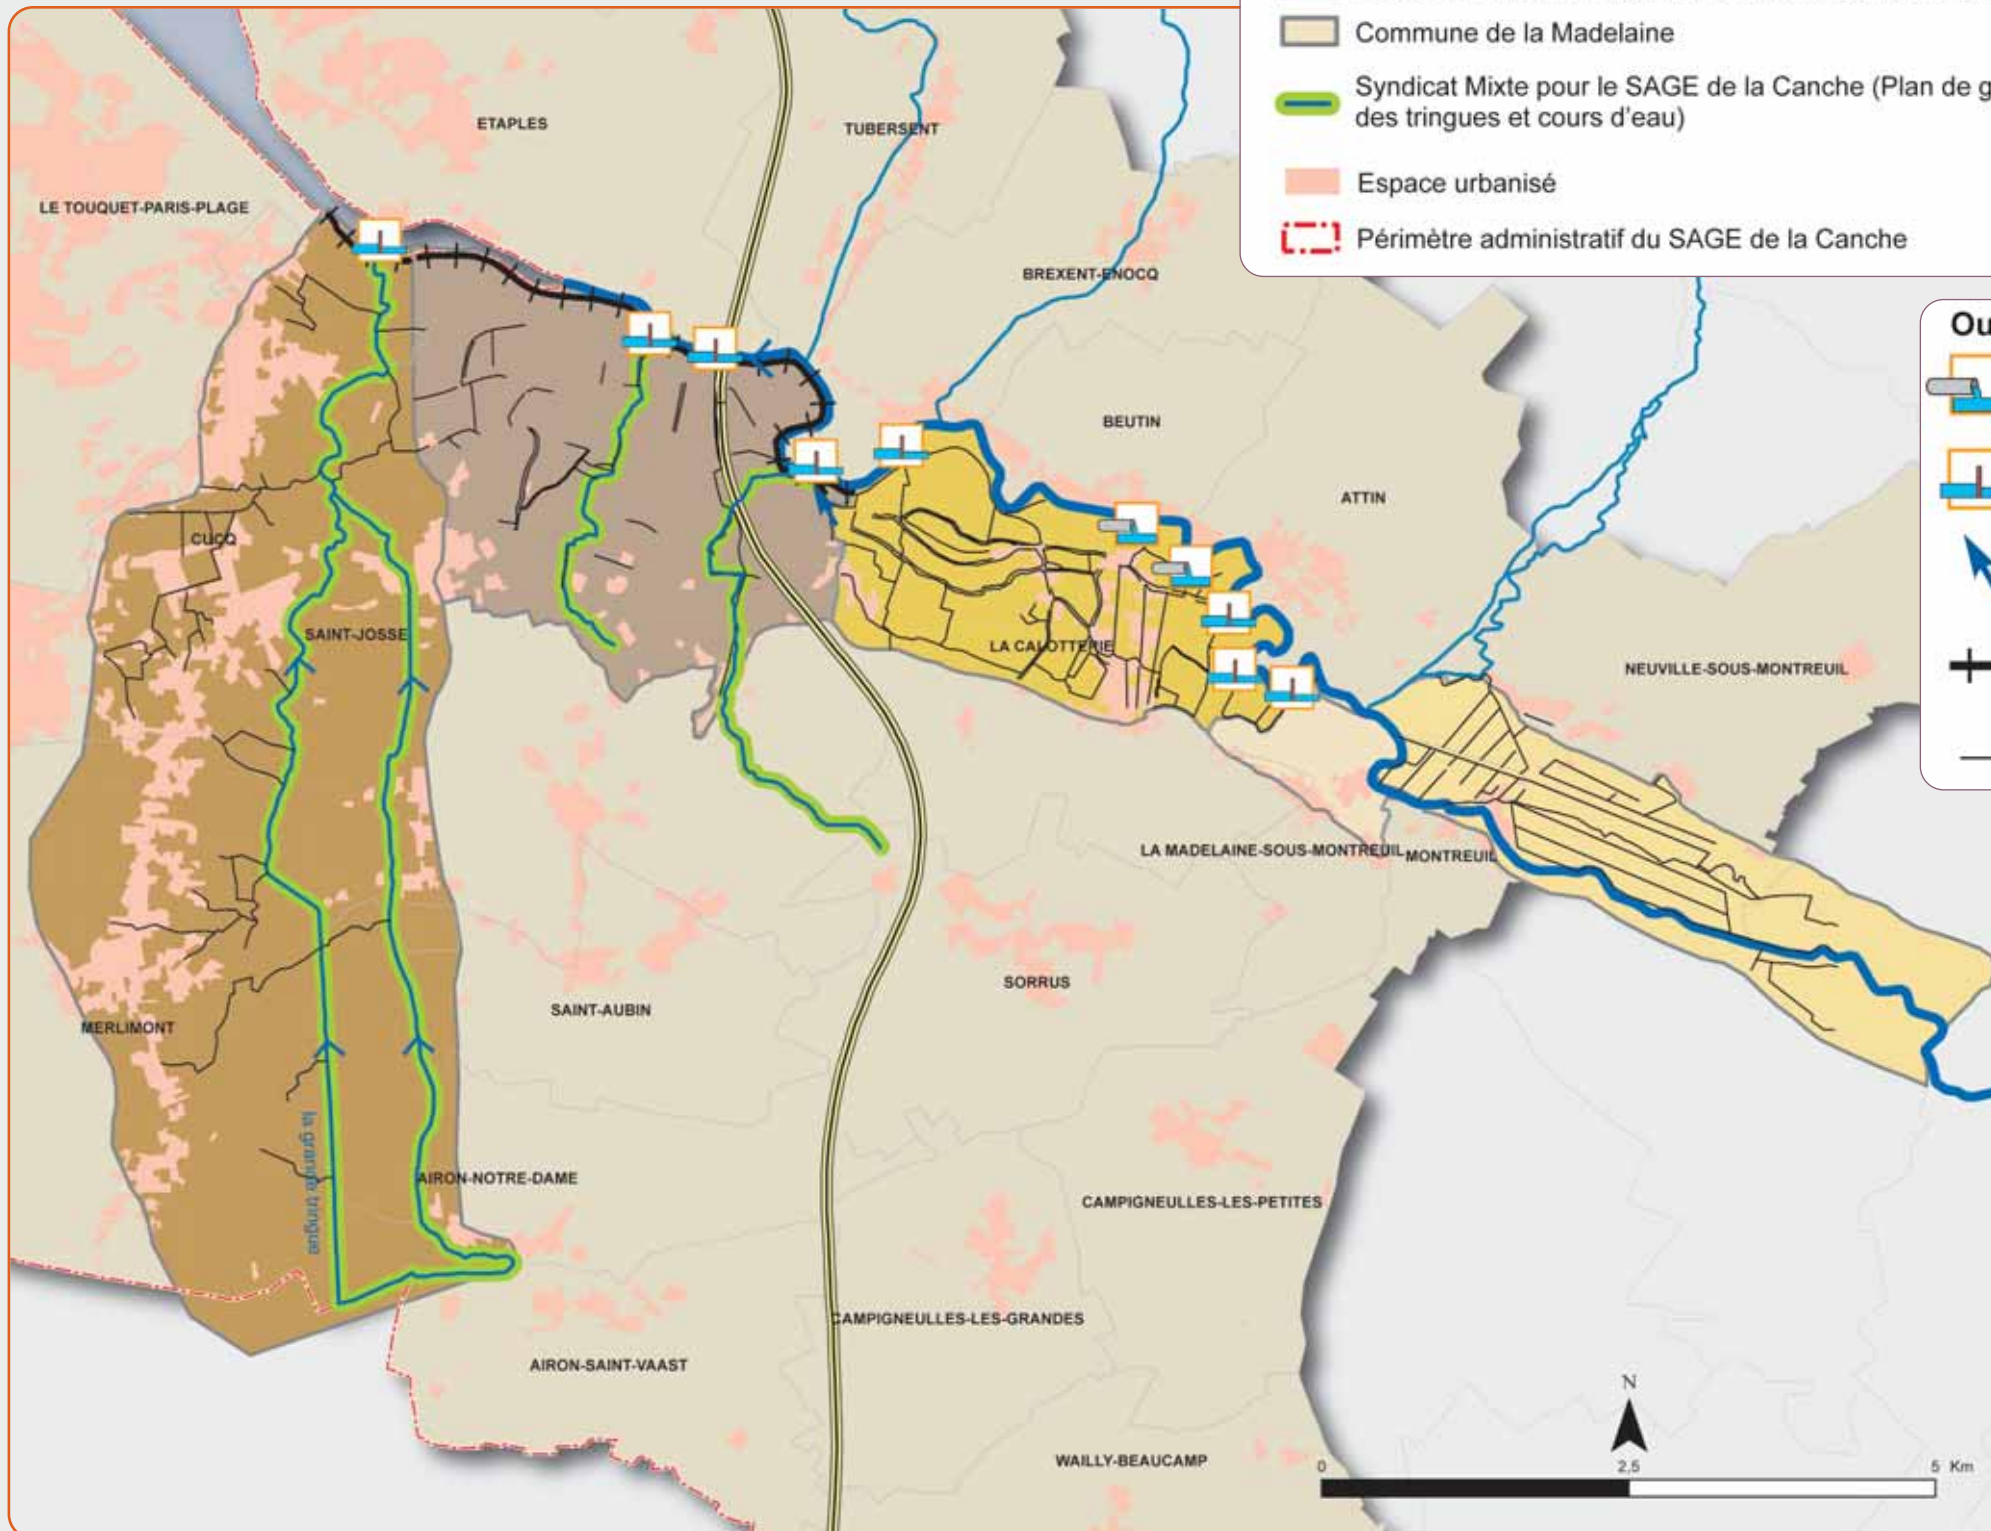 Commune de la Madelaine
Syndicat Mixte pour le SAGE de la Canche (Plan de g
des tringues et cours d'eau)
Espace urbanisé
Périmètre administratif du SAGE de la Canche
Ou
ETAPLES
TUBERSENT
LE TOUQUET-PARIS-PLAGE
BREXENT-ENOCQ
BEUTIN
ATTIN
CUCQ
SAINT-JOSSE
LA CALOTTERIE
NEUVILLE-SOUS-MONTREUIL
LA MADELAINE-SOUS-MONTREUIL
MONTREUIL
SORRUS
SAINT-AUBIN
MERLIMONT
la grande tringue
AIRON-NOTRE-DAME
CAMPIGNEULLES-LES-PETITES
CAMPIGNEULLES-LES-GRANDES
AIRON-SAINT-VAAST
WAILLY-BEAUCAMP
N
0 2,5 5 Km